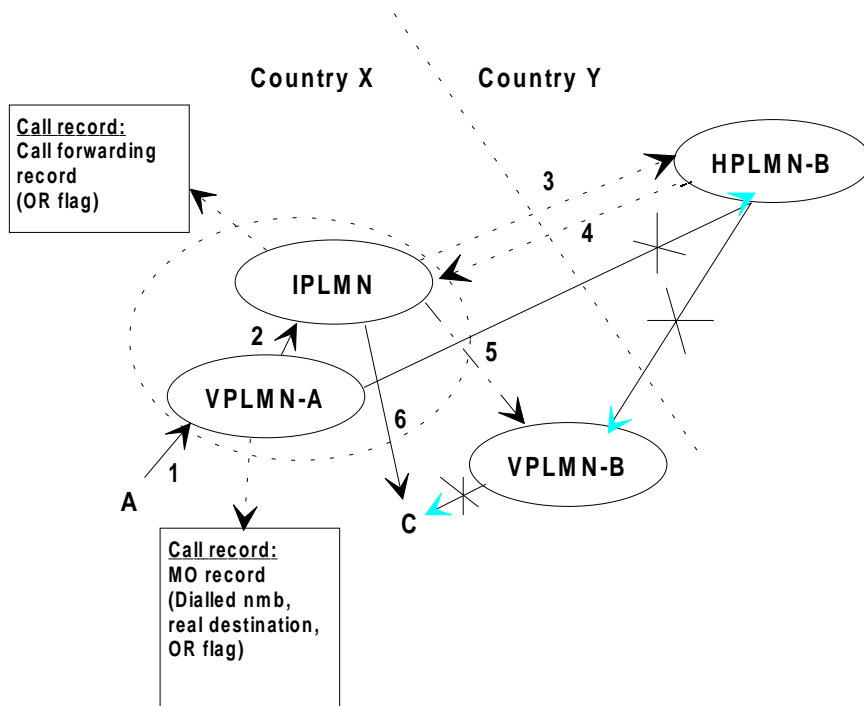 Country X
Country Y
Call record:
Call forwarding
record
(OR flag)
HPLMN-B
3
4
IPLMN
2
5
VPLMN-A
6
VPLMN-B
1
A
C
Call record:
MO record
(Dialled nmb,
real destination,
OR flag)